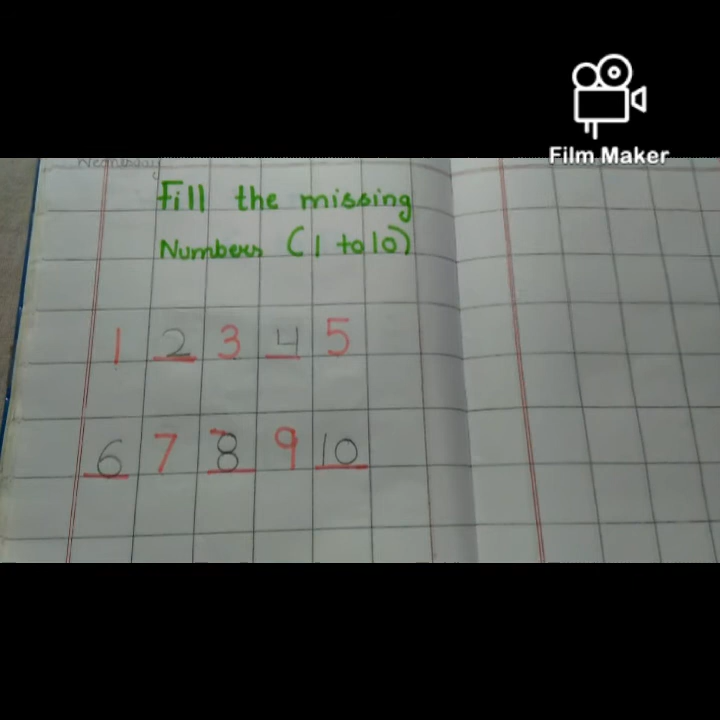 Film Maker
Wednesday
Fill the missing
Numbers (1 to 10)
1 2 3 4 5
6 7 8 9 10